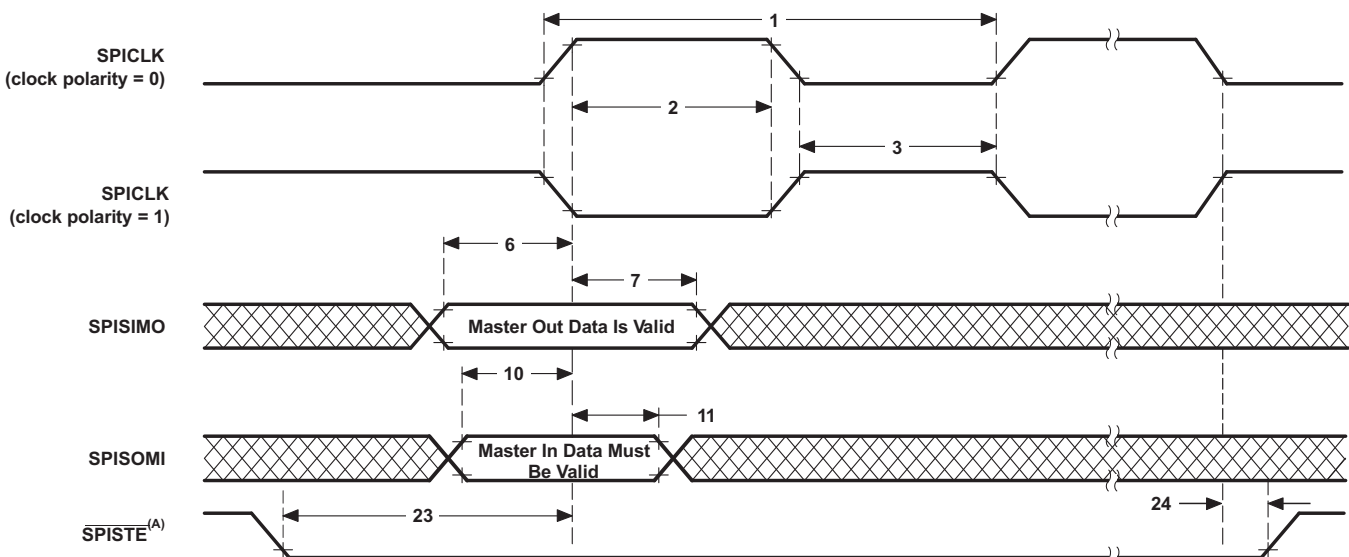 1
SPICLK
(clock polarity = 0)
2
3
SPICLK
(clock polarity = 1)
6
7
SPISIMO
Master Out Data Is Valid
10
11
SPISOMI
Master In Data Must
Be Valid
23
24
SPISTE(A)